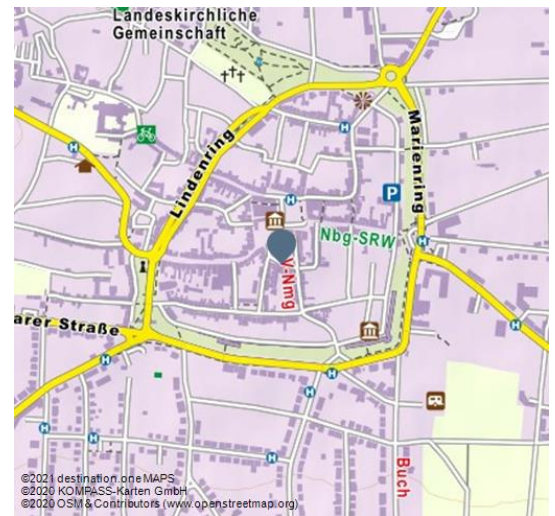 Landeskirchliche
Gemeinschaft
Lindenring
Marienring
P
Nbg-SRW
V-Nmg
arer Straße
Buch
H
H
H
H
H
H
H
H
H
H
©2021 destination.one MAPS
©2020 KOMPASS-Karten GmbH
©2020 OSM & Contributors (www.openstreetmap.org)